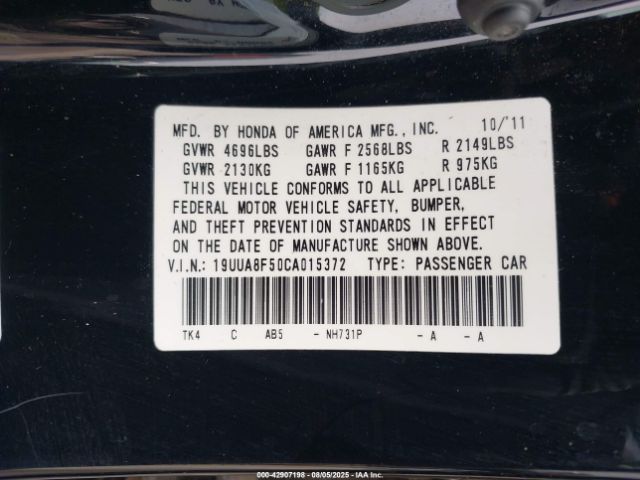 MFD. BY HONDA OF AMERICA MFG., INC. 10/'11
GVWR 4696LBS GAWR F 2568LBS R 2149LBS
GVWR 2130KG GAWR F 1165KG R 975KG
THIS VEHICLE CONFORMS TO ALL APPLICABLE
FEDERAL MOTOR VEHICLE SAFETY, BUMPER,
AND THEFT PREVENTION STANDARDS IN EFFECT
ON THE DATE OF MANUFACTURE SHOWN ABOVE.
V.I.N.: 19UUA8F50CA015372 TYPE: PASSENGER CAR
TK4 C AB5 - NH731P - A - A
000-42907198 - 08/05/2025 - IAA Inc.